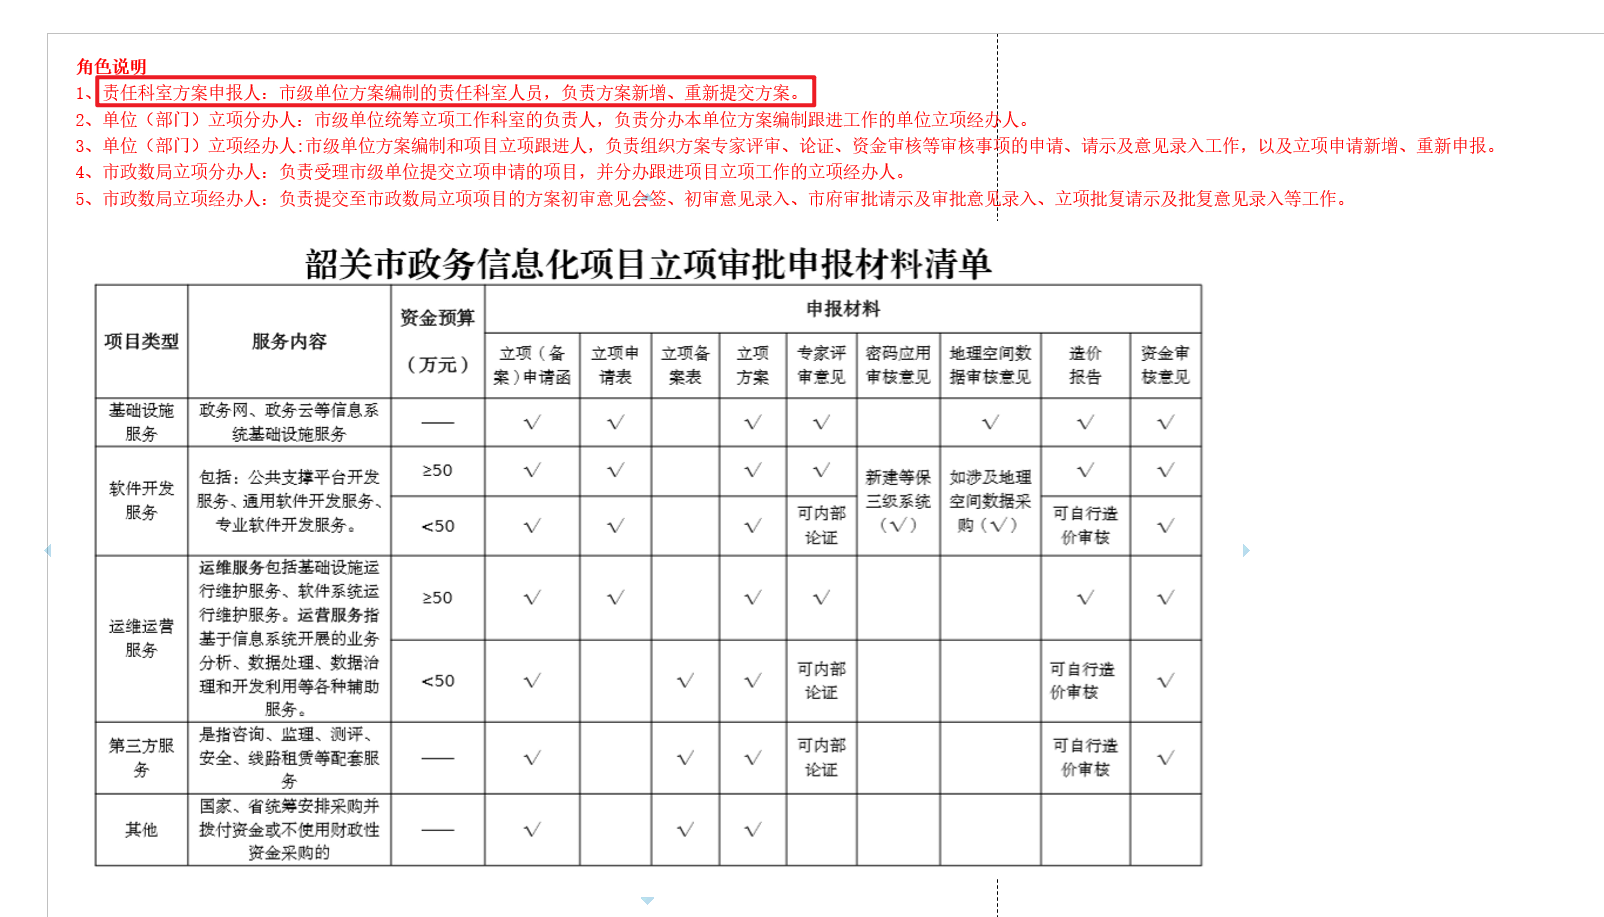 角色说明
1、责任科室方案申报人：市级单位方案编制的责任科室人员，负责方案新增、重新提交方案。
2、单位（部门）立项分办人：市级单位统筹立项工作科室的负责人，负责分办本单位方案编制跟进工作的单位立项经办人。
3、单位（部门）立项经办人:市级单位方案编制和项目立项跟进人，负责组织方案专家评审、论证、资金审核等审核事项的申请、请示及意见录入工作，以及立项申请新增、重新申报。
4、市政数局立项分办人：负责受理市级单位提交立项申请的项目，并分办跟进项目立项工作的立项经办人。
5、市政数局立项经办人：负责提交至市政数局立项项目的方案初审意见会签、初审意见录入、市府审批请示及审批意见录入、立项批复请示及批复意见录入等工作。
韶关市政务信息化项目立项审批申报材料清单
项目类型 服务内容 资金预算（万元） 申报材料
立项（备案）申请函 立项申请表 立项备案表 立项方案 专家评审意见 密码应用审核意见 地理空间数据审核意见 造价报告 资金审核意见
基础设施服务 政务网、政务云等信息系统基础设施服务 —— √ √ √ √ √ √ √
软件开发服务 包括：公共支撑平台开发服务、通用软件开发服务、专业软件开发服务。 ≥50 √ √ √ √ 新建等保三级系统（√） 如涉及地理空间数据采购（√） √ √
<50 √ √ √ 可内部论证 可自行造价审核 √
运维运营服务 运维服务包括基础设施运行维护服务、软件系统运行维护服务。运营服务指基于信息系统开展的业务分析、数据处理、数据治理和开发利用等各种辅助服务。 ≥50 √ √ √ √ √ √
<50 √ √ √ 可内部论证 可自行造价审核 √
第三方服务 是指咨询、监理、测评、安全、线路租赁等配套服务 —— √ √ √ 可内部论证 可自行造价审核 √
其他 国家、省统筹安排采购并拨付资金或不使用财政性资金采购的 —— √ √ √